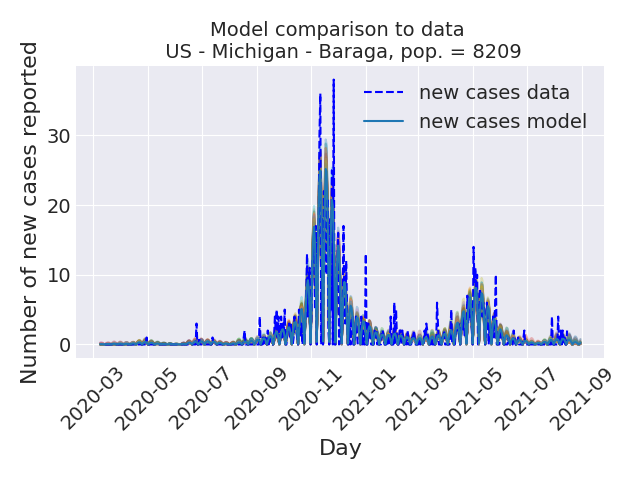 Model comparison to data
US - Michigan - Baraga, pop. = 8209
Number of new cases reported
30
20
10
0
new cases data
new cases model
2020-03
2020-05
2020-07
2020-09
2020-11
2021-01
2021-03
2021-05
2021-07
2021-09
Day